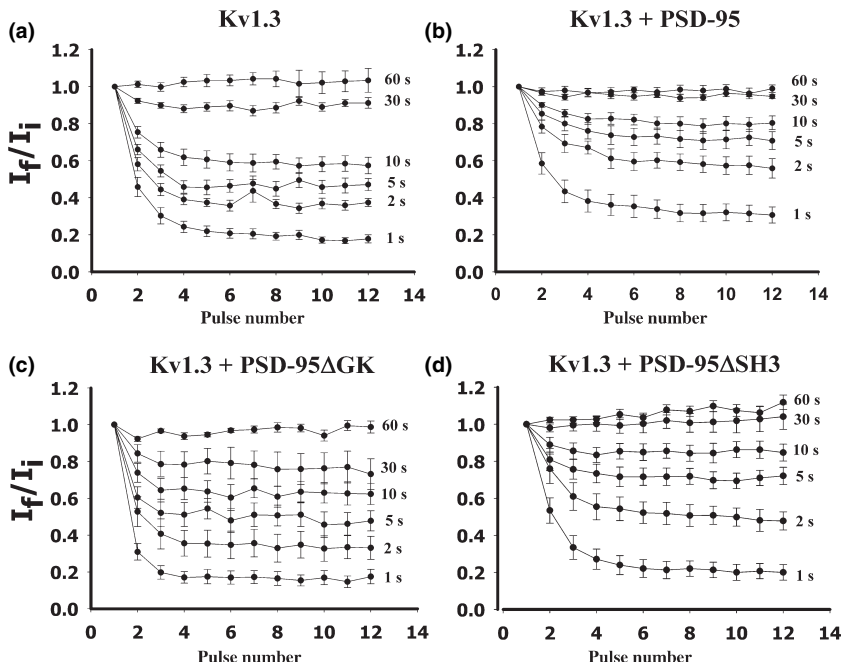 (a)
Kv1.3
1.2
1.0
0.8
0.6
0.4
0.2
0.0
I_f/I_i
60 s
30 s
10 s
5 s
2 s
1 s
0 2 4 6 8 10 12 14
Pulse number
(b)
Kv1.3 + PSD-95
1.2
1.0
0.8
0.6
0.4
0.2
0.0
60 s
30 s
10 s
5 s
2 s
1 s
0 2 4 6 8 10 12 14
Pulse number
(c)
Kv1.3 + PSD-95ΔGK
1.2
1.0
0.8
0.6
0.4
0.2
0.0
I_f/I_i
60 s
30 s
10 s
5 s
2 s
1 s
0 2 4 6 8 10 12 14
Pulse number
(d)
Kv1.3 + PSD-95ΔSH3
1.2
1.0
0.8
0.6
0.4
0.2
0.0
60 s
30 s
10 s
5 s
2 s
1 s
0 2 4 6 8 10 12 14
Pulse number